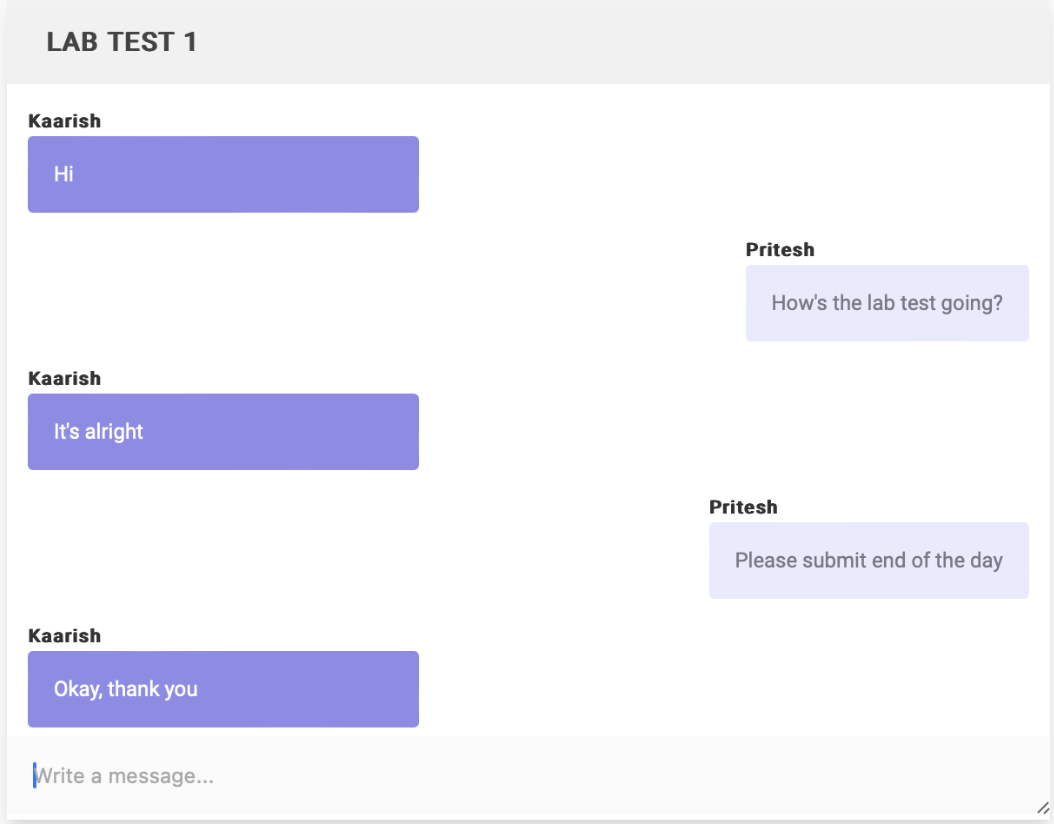 LAB TEST 1
Kaarish
Hi
Pritesh
How's the lab test going?
Kaarish
It's alright
Pritesh
Please submit end of the day
Kaarish
Okay, thank you
Write a message...